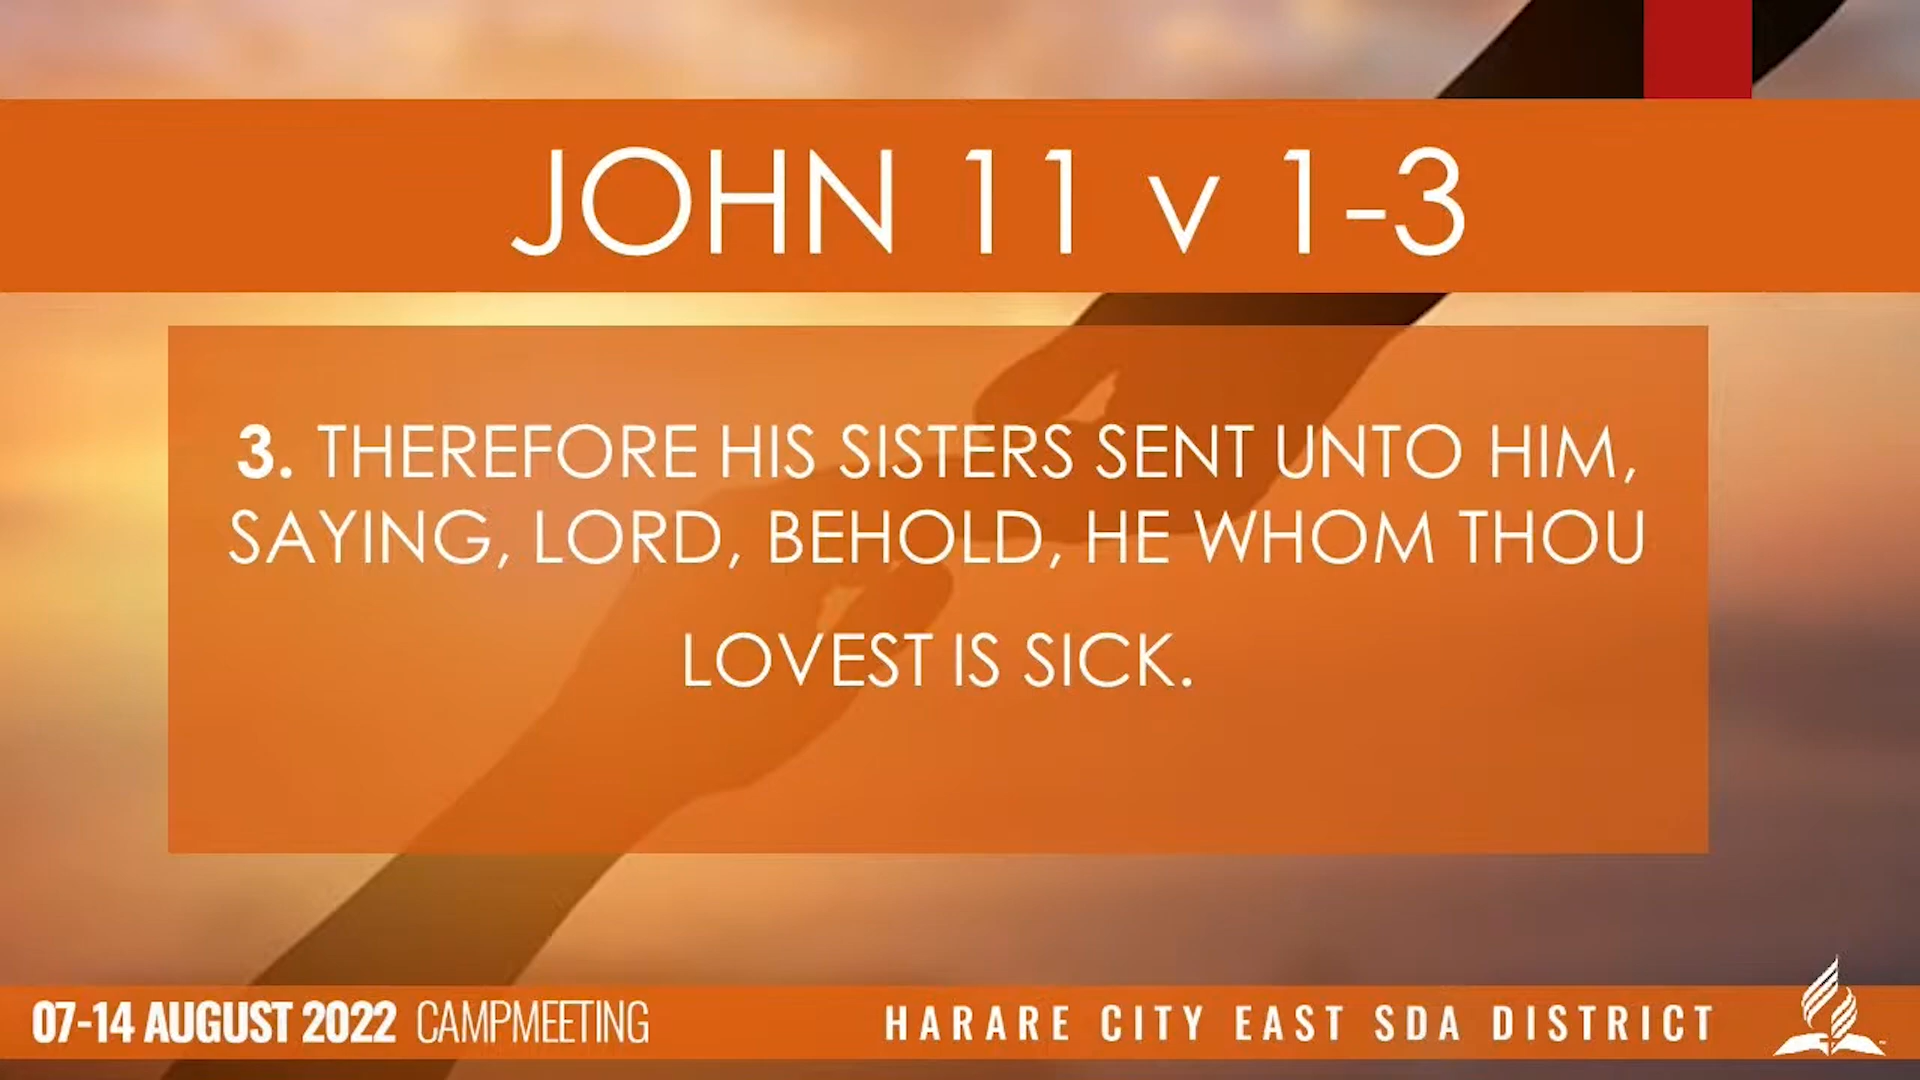 JOHN 11 v 1-3
3. THEREFORE HIS SISTERS SENT UNTO HIM,
SAYING, LORD, BEHOLD, HE WHOM THOU
LOVEST IS SICK.
07-14 AUGUST 2022 CAMPMEETING
HARARE CITY EAST SDA DISTRICT